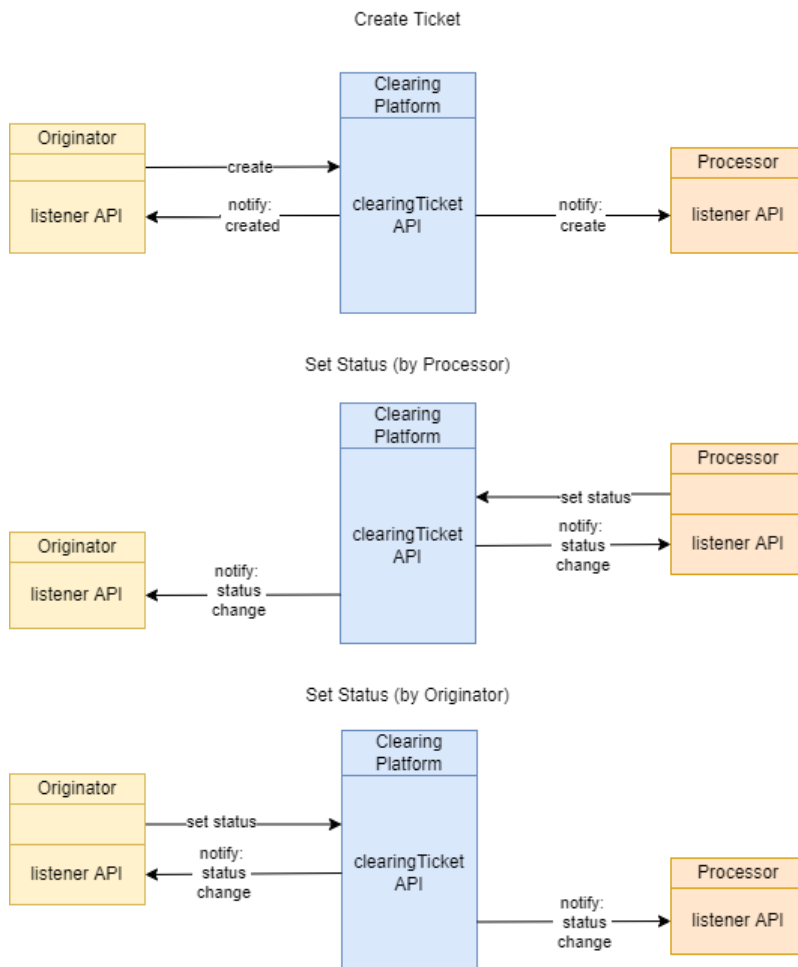 Create Ticket
Clearing
Platform
Originator
create
Processor
listener API
notify:
created
clearingTicket
API
notify:
create
listener API
Set Status (by Processor)
Clearing
Platform
Processor
set status
Originator
clearingTicket
API
notify:
status
change
listener API
listener API
notify:
status
change
Set Status (by Originator)
Clearing
Platform
Originator
set status
listener API
notify:
status
change
clearingTicket
API
Processor
notify:
status
change
listener API